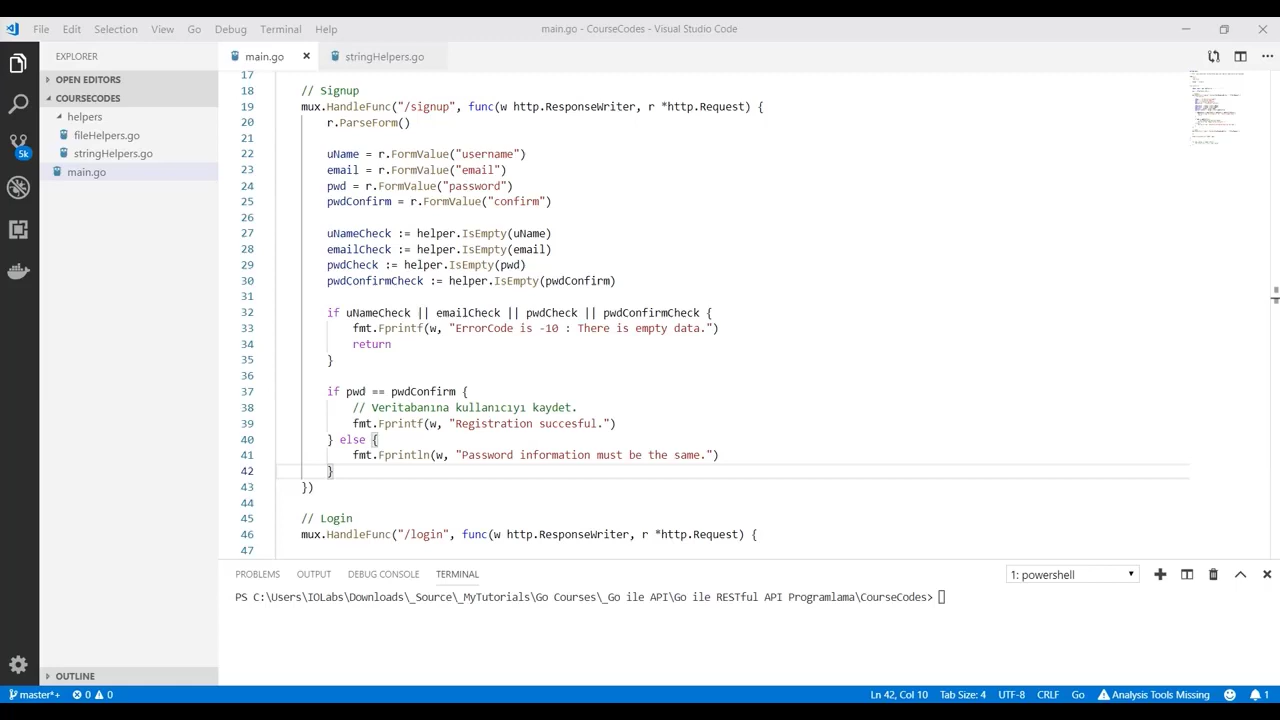 File Edit Selection View Go Debug Terminal Help
main.go - CourseCodes - Visual Studio Code
EXPLORER
OPEN EDITORS
COURSECODES
helpers
fileHelpers.go
stringHelpers.go
main.go
OUTLINE
5k
main.go stringHelpers.go
17
18 // Signup
19 mux.HandleFunc("/signup", func(w http.ResponseWriter, r *http.Request) {
20 r.ParseForm()
21
22 uName = r.FormValue("username")
23 email = r.FormValue("email")
24 pwd = r.FormValue("password")
25 pwdConfirm = r.FormValue("confirm")
26
27 uNameCheck := helper.IsEmpty(uName)
28 emailCheck := helper.IsEmpty(email)
29 pwdCheck := helper.IsEmpty(pwd)
30 pwdConfirmCheck := helper.IsEmpty(pwdConfirm)
31
32 if uNameCheck || emailCheck || pwdCheck || pwdConfirmCheck {
33 fmt.Fprintf(w, "ErrorCode is -10 : There is empty data.")
34 return
35 }
36
37 if pwd == pwdConfirm {
38 // Veritabanına kullanıcıyı kaydet.
39 fmt.Fprintf(w, "Registration succesful.")
40 } else {
41 fmt.Fprintln(w, "Password information must be the same.")
42 }
43 })
44
45 // Login
46 mux.HandleFunc("/login", func(w http.ResponseWriter, r *http.Request) {
47
PROBLEMS OUTPUT DEBUG CONSOLE TERMINAL 1: powershell
PS C:\Users\IOLabs\Downloads\_Source\_MyTutorials\Go Courses\_Go ile API\Go ile RESTful API Programlama\CourseCodes>
master*+ 0 0 Ln 42, Col 10 Tab Size: 4 UTF-8 CRLF Go Analysis Tools Missing 1